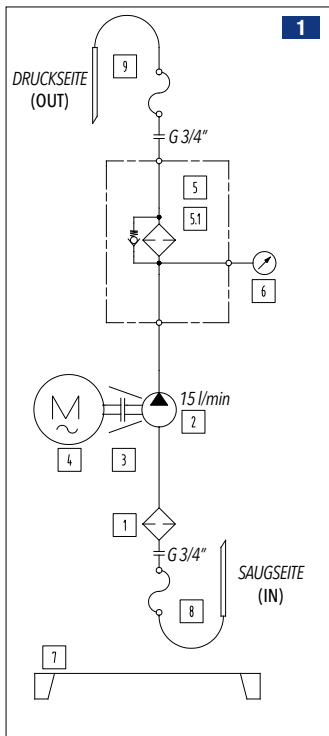 1
9
DRUCKSEITE
(OUT)
G 3/4"
5
5.1
6
15 l/min
2
M
4
3
1
G 3/4"
SAUGSEITE
(IN)
8
7